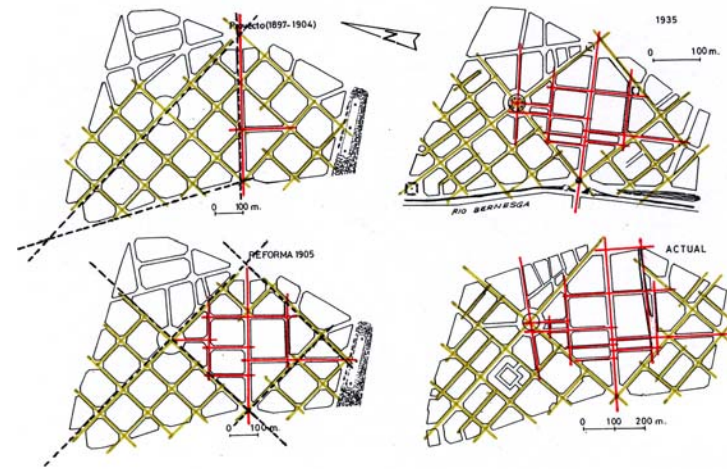 Proyecto (1897-1904)
0 100 m.
1935
0 100 m.
RIO BERNESGA
REFORMA 1905
0 100 m.
ACTUAL
0 100 200 m.